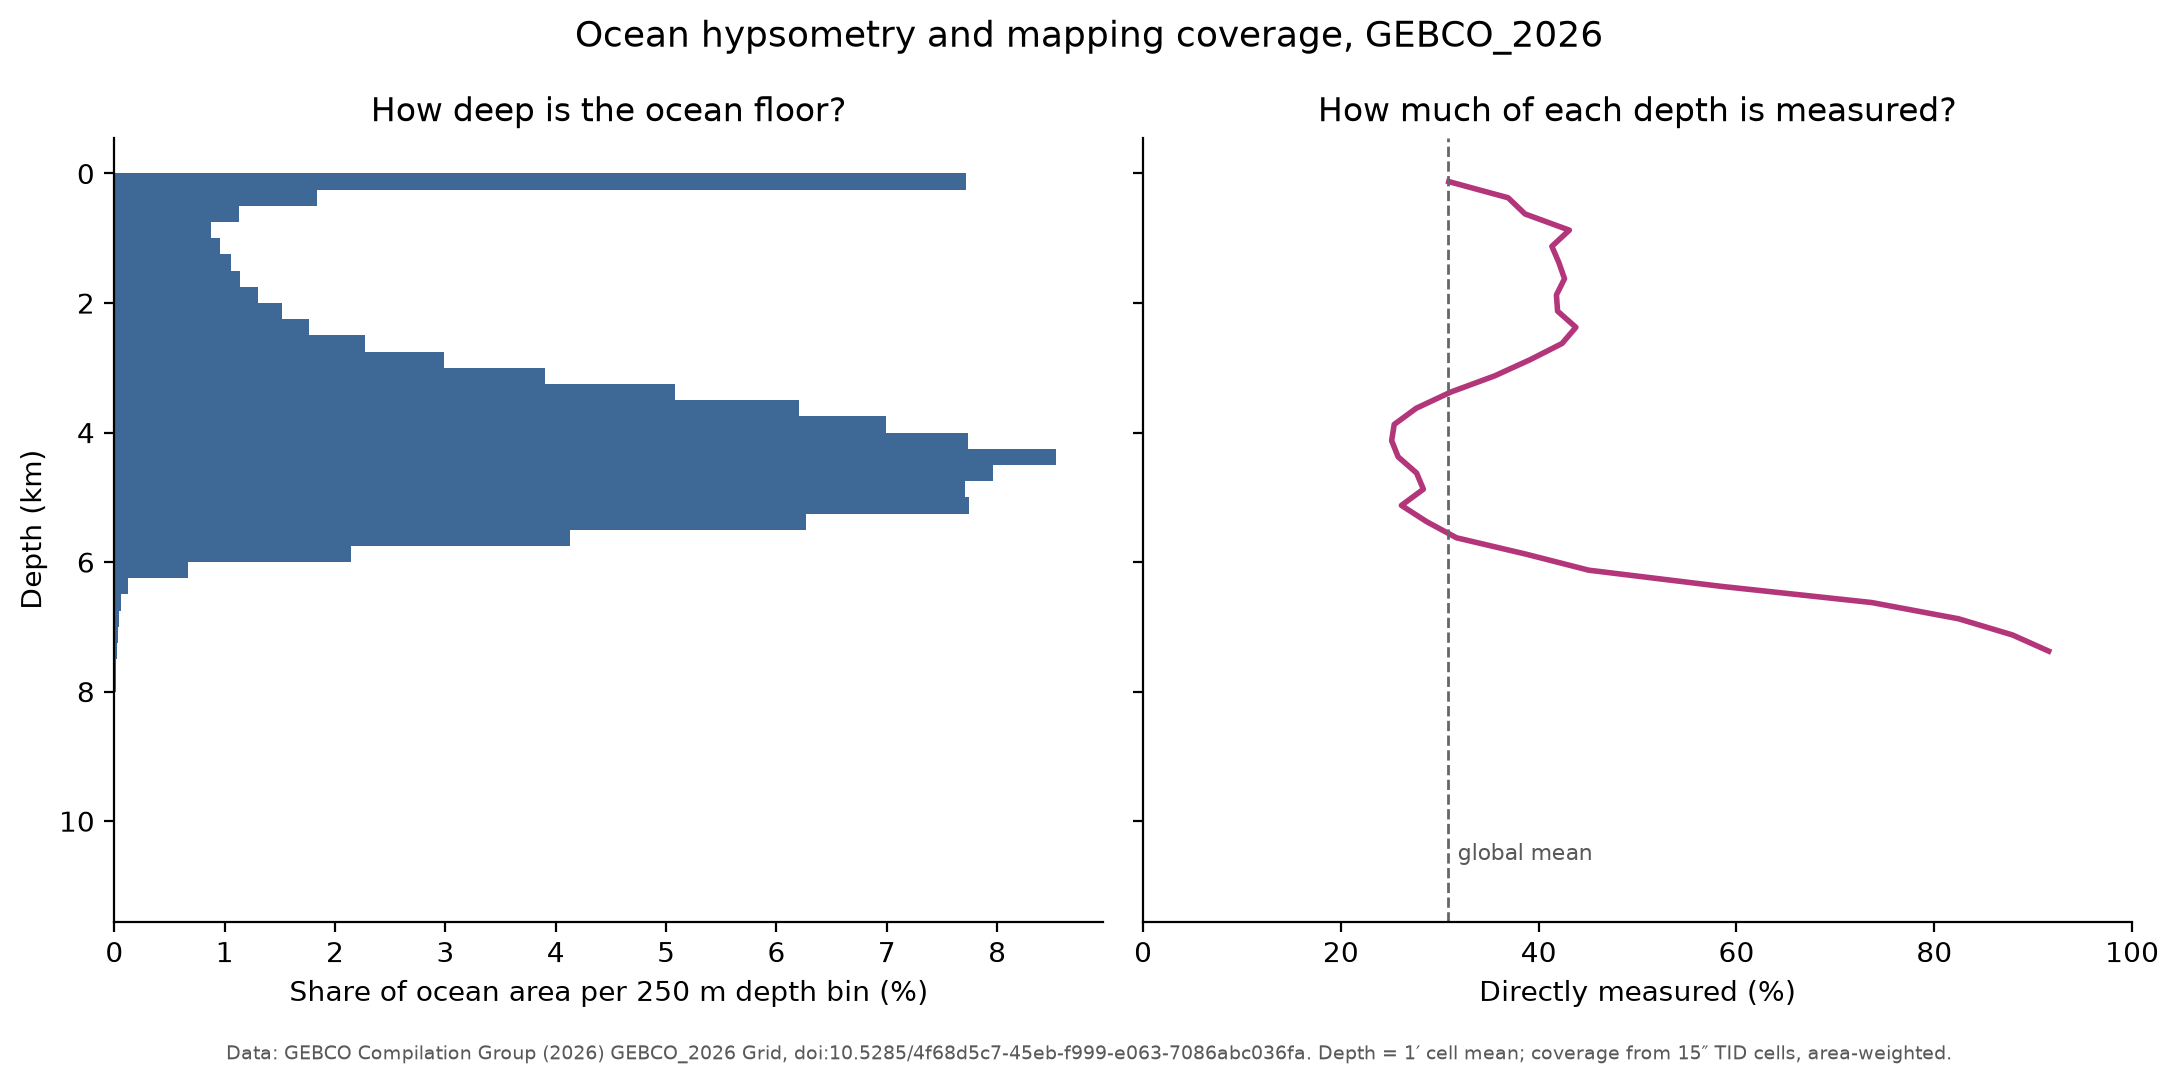 Ocean hypsometry and mapping coverage, GEBCO_2026
How deep is the ocean floor?
0
2
4
6
8
10
Depth (km)
0 1 2 3 4 5 6 7 8
Share of ocean area per 250 m depth bin (%)
How much of each depth is measured?
global mean
0 20 40 60 80 100
Directly measured (%)
Data: GEBCO Compilation Group (2026) GEBCO_2026 Grid, doi:10.5285/4f68d5c7-45eb-f999-e063-7086abc036fa. Depth = 1′ cell mean; coverage from 15″ TID cells, area-weighted.